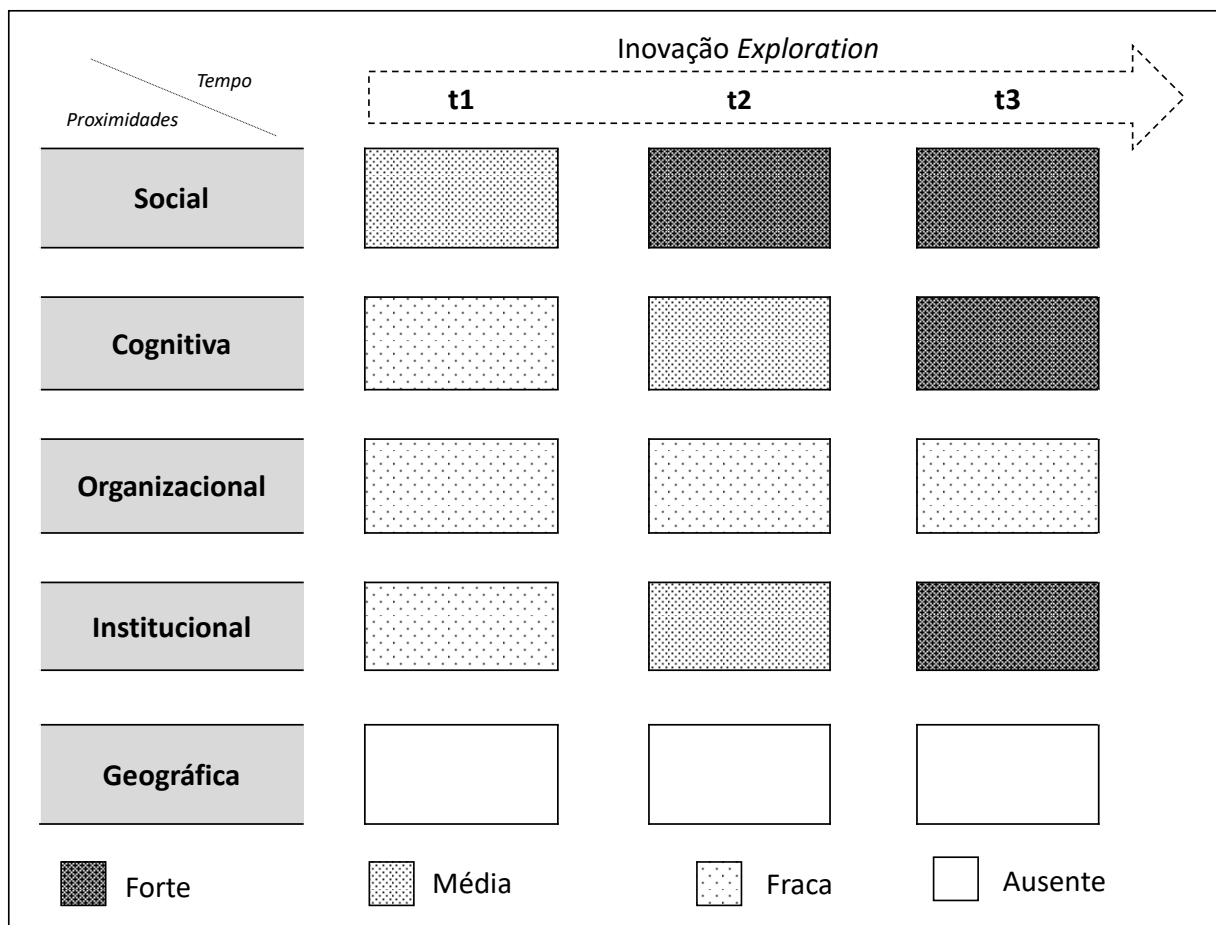 Inovação Exploration
Tempo
Proximidades
t1 t2 t3
Social
Cognitiva
Organizacional
Institucional
Geográfica
Forte Média Fraca Ausente